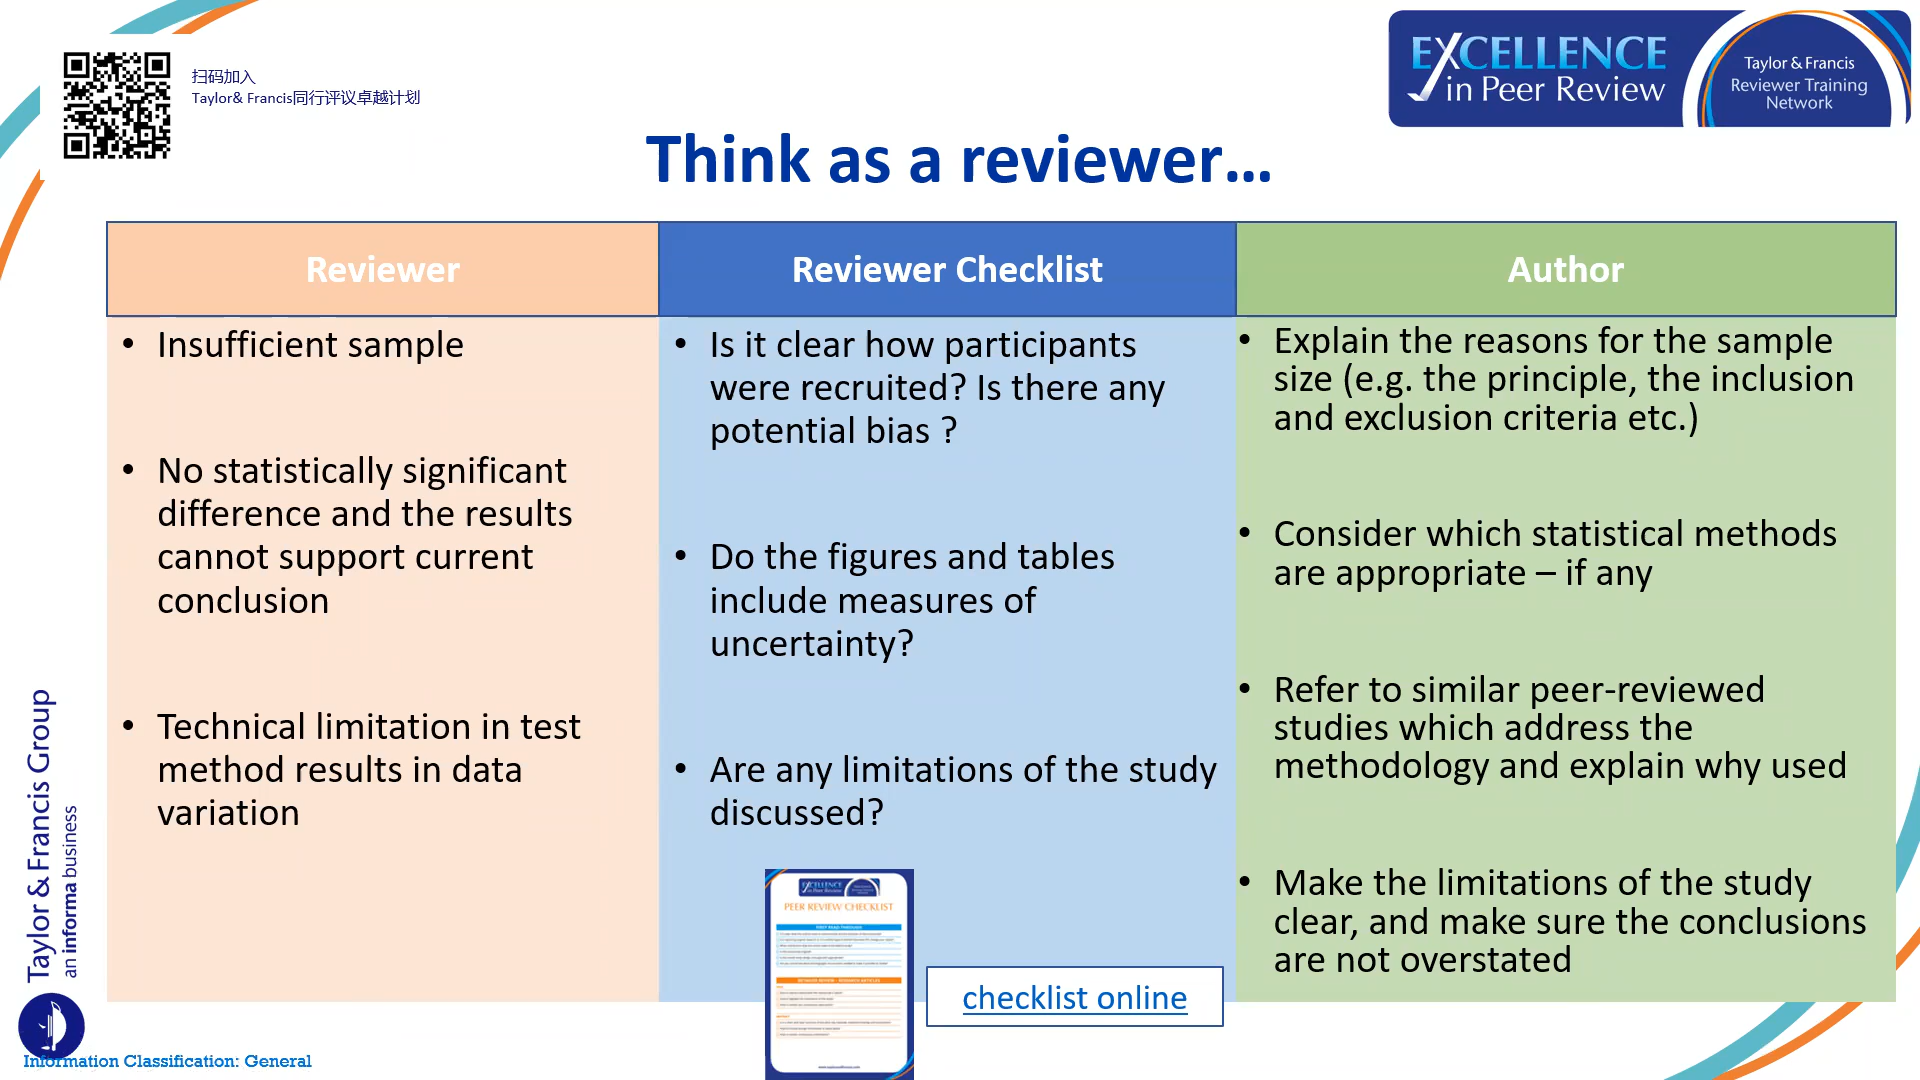 扫码加入
Taylor& Francis同行评议卓越计划
EXCELLENCE
in Peer Review
Taylor & Francis
Reviewer Training
Network
Think as a reviewer...
Reviewer
Reviewer Checklist
Author
• Insufficient sample
• No statistically significant
difference and the results
cannot support current
conclusion
• Technical limitation in test
method results in data
variation
• Is it clear how participants
were recruited? Is there any
potential bias ?
• Do the figures and tables
include measures of
uncertainty?
• Are any limitations of the study
discussed?
• Explain the reasons for the sample
size (e.g. the principle, the inclusion
and exclusion criteria etc.)
• Consider which statistical methods
are appropriate – if any
• Refer to similar peer-reviewed
studies which address the
methodology and explain why used
• Make the limitations of the study
clear, and make sure the conclusions
are not overstated
EXCELLENCE
in Peer Review
PEER REVIEW CHECKLIST
checklist online
Taylor & Francis Group
an informa business
Information Classification: General